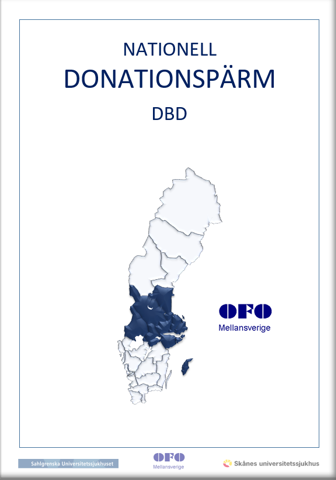 NATIONELL
DONATIONSPÄRM
DBD
OFO
Mellansverige
Sahlgrenska Universitetssjukhuset
OFO
Mellansverige
Skånes universitetssjukhus